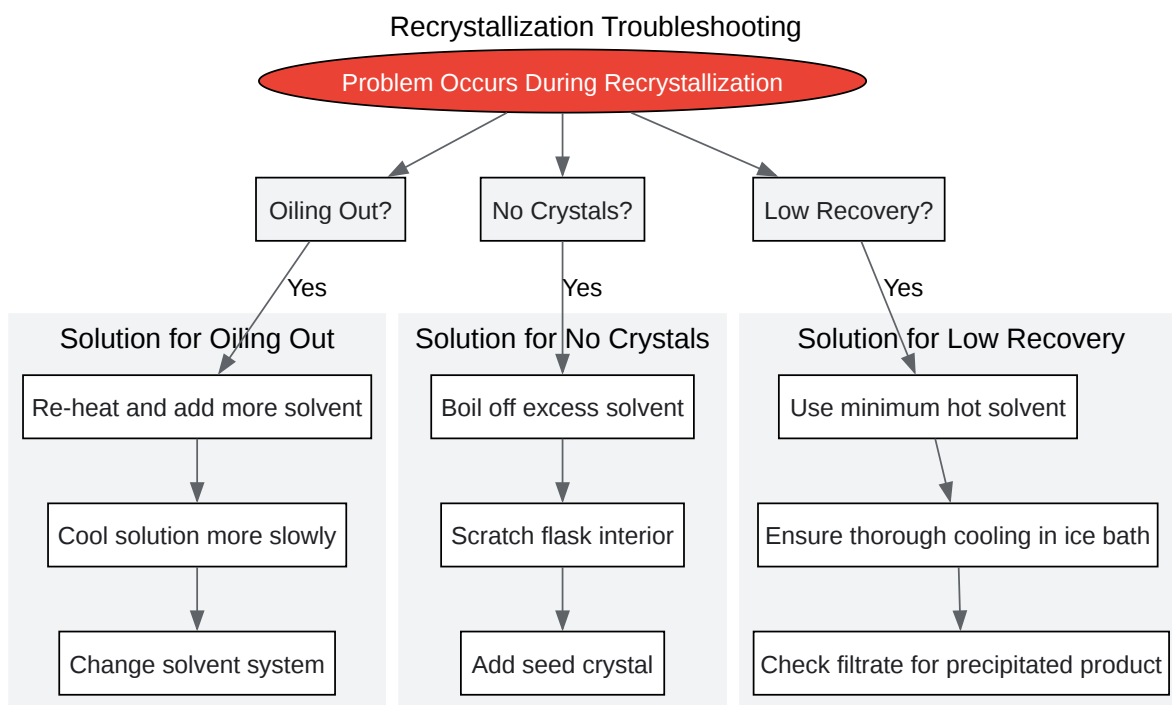 Recrystallization Troubleshooting
Problem Occurs During Recrystallization
Oiling Out?
No Crystals?
Low Recovery?
Yes
Yes
Yes
Solution for Oiling Out
Solution for No Crystals
Solution for Low Recovery
Re-heat and add more solvent
Boil off excess solvent
Use minimum hot solvent
Cool solution more slowly
Scratch flask interior
Ensure thorough cooling in ice bath
Change solvent system
Add seed crystal
Check filtrate for precipitated product